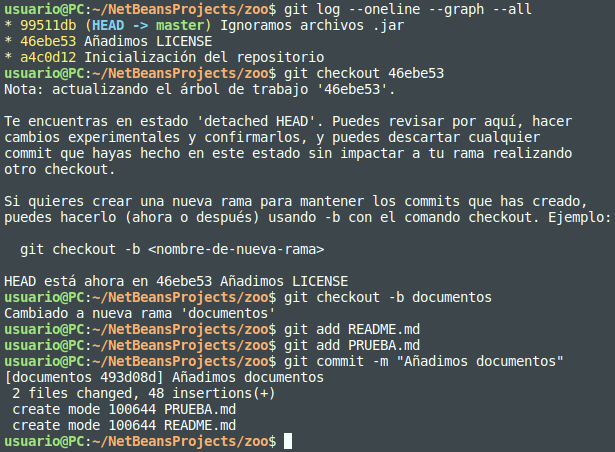 usuario@PC:~/NetBeansProjects/zoo$ git log --oneline --graph --all
* 99511db (HEAD -> master) Ignoramos archivos .jar
* 46ebe53 Añadimos LICENSE
* a4c0d12 Inicialización del repositorio
usuario@PC:~/NetBeansProjects/zoo$ git checkout 46ebe53
Nota: actualizando el árbol de trabajo '46ebe53'.
Te encuentras en estado 'detached HEAD'. Puedes revisar por aquí, hacer
cambios experimentales y confirmarlos, y puedes descartar cualquier
commit que hayas hecho en este estado sin impactar a tu rama realizando
otro checkout.
Si quieres crear una nueva rama para mantener los commits que has creado,
puedes hacerlo (ahora o después) usando -b con el comando checkout. Ejemplo:
git checkout -b <nombre-de-nueva-rama>
HEAD está ahora en 46ebe53 Añadimos LICENSE
usuario@PC:~/NetBeansProjects/zoo$ git checkout -b documentos
Cambiado a nueva rama 'documentos'
usuario@PC:~/NetBeansProjects/zoo$ git add README.md
usuario@PC:~/NetBeansProjects/zoo$ git add PRUEBA.md
usuario@PC:~/NetBeansProjects/zoo$ git commit -m "Añadimos documentos"
[documentos 493d08d] Añadimos documentos
2 files changed, 48 insertions(+)
create mode 100644 PRUEBA.md
create mode 100644 README.md
usuario@PC:~/NetBeansProjects/zoo$